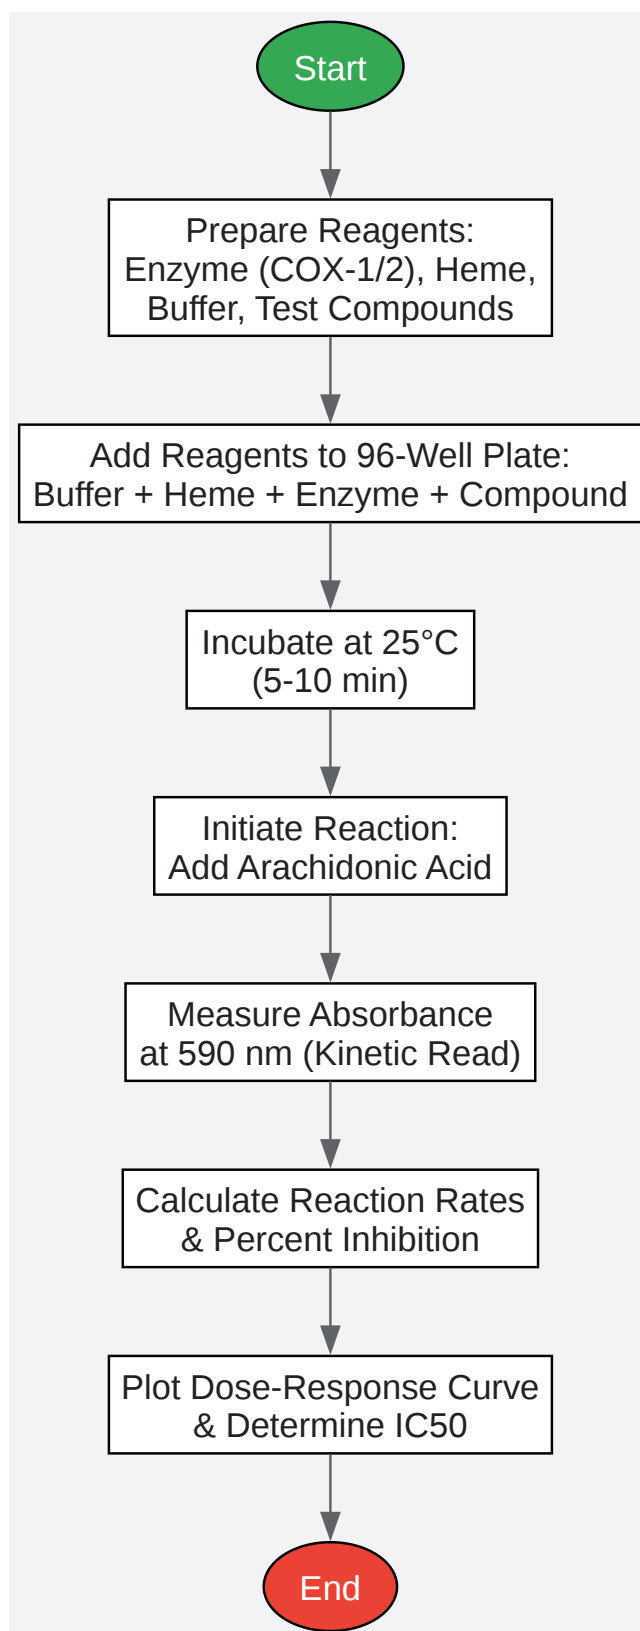 Start
Prepare Reagents:
Enzyme (COX-1/2), Heme,
Buffer, Test Compounds
Add Reagents to 96-Well Plate:
Buffer + Heme + Enzyme + Compound
Incubate at 25°C
(5-10 min)
Initiate Reaction:
Add Arachidonic Acid
Measure Absorbance
at 590 nm (Kinetic Read)
Calculate Reaction Rates
& Percent Inhibition
Plot Dose-Response Curve
& Determine IC50
End